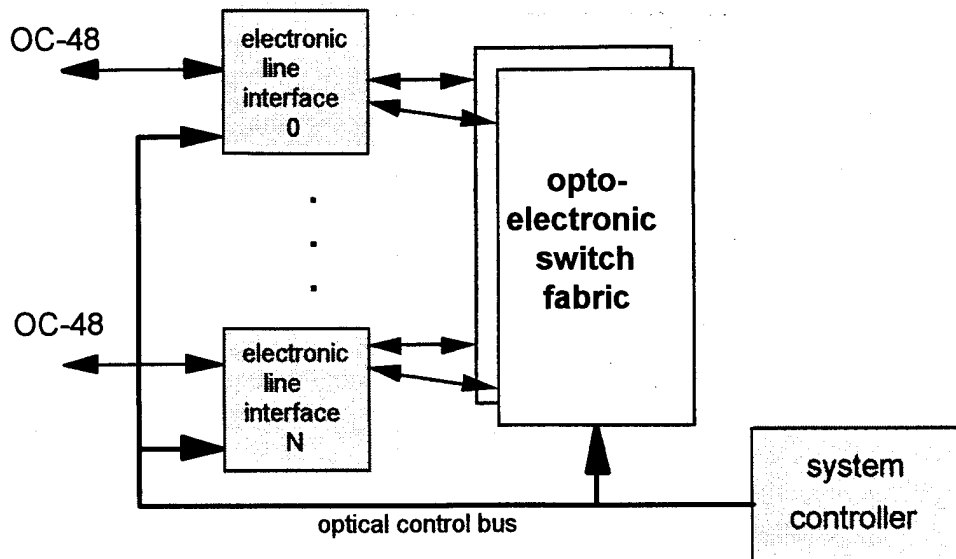 OC-48
electronic
line
interface
0
opto-
electronic
switch
fabric
OC-48
electronic
line
interface
N
system
controller
optical control bus